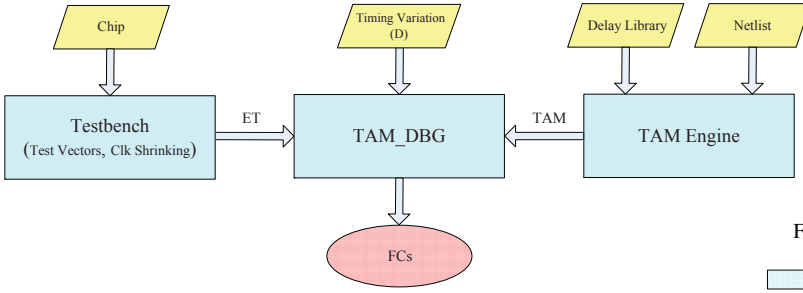 Chip
Timing Variation
(D)
Delay Library
Netlist
Testbench
(Test Vectors, Clk Shrinking)
ET
TAM_DBG
TAM
TAM Engine
FCs
F